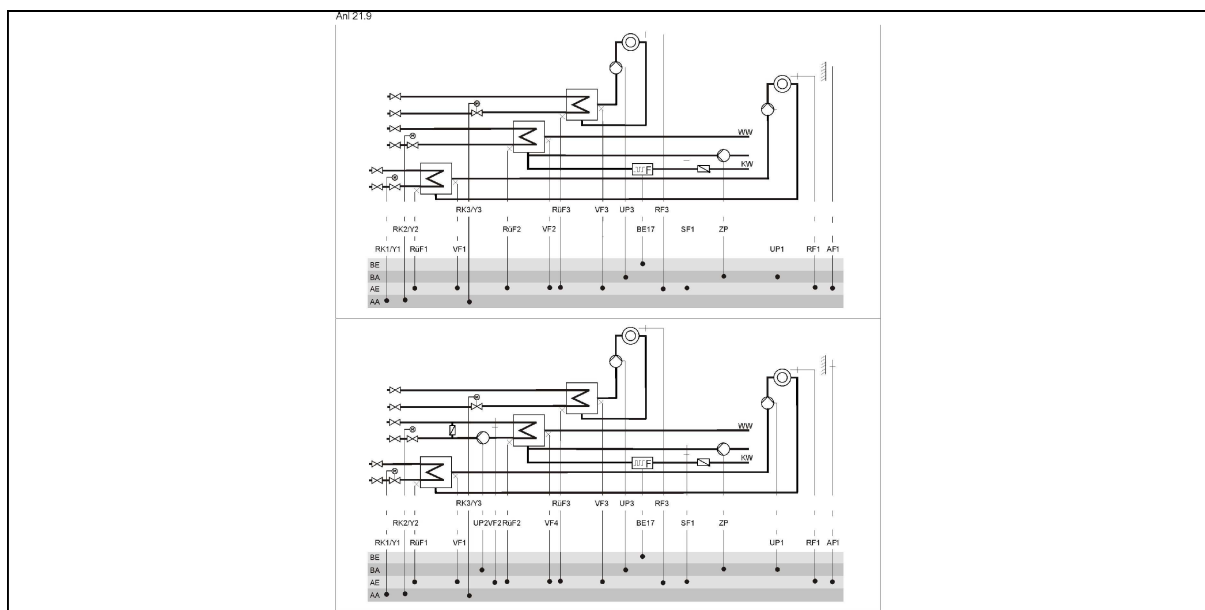 Anl 21.9
WW
KW
RK3/Y3 RüF3 VF3 UP3 RF3
RK2/Y2 RüF2 VF2 BE17 SF1 ZP
RK1/Y1 RüF1 VF1 UP1 RF1 AF1
BE
BA
AE
AA
WW
KW
RK3/Y3 RüF3 VF3 UP3 RF3
RK2/Y2 UP2 VF2 RüF2 VF4 BE17 SF1 ZP
RK1/Y1 RüF1 VF1 UP1 RF1 AF1
BE
BA
AE
AA